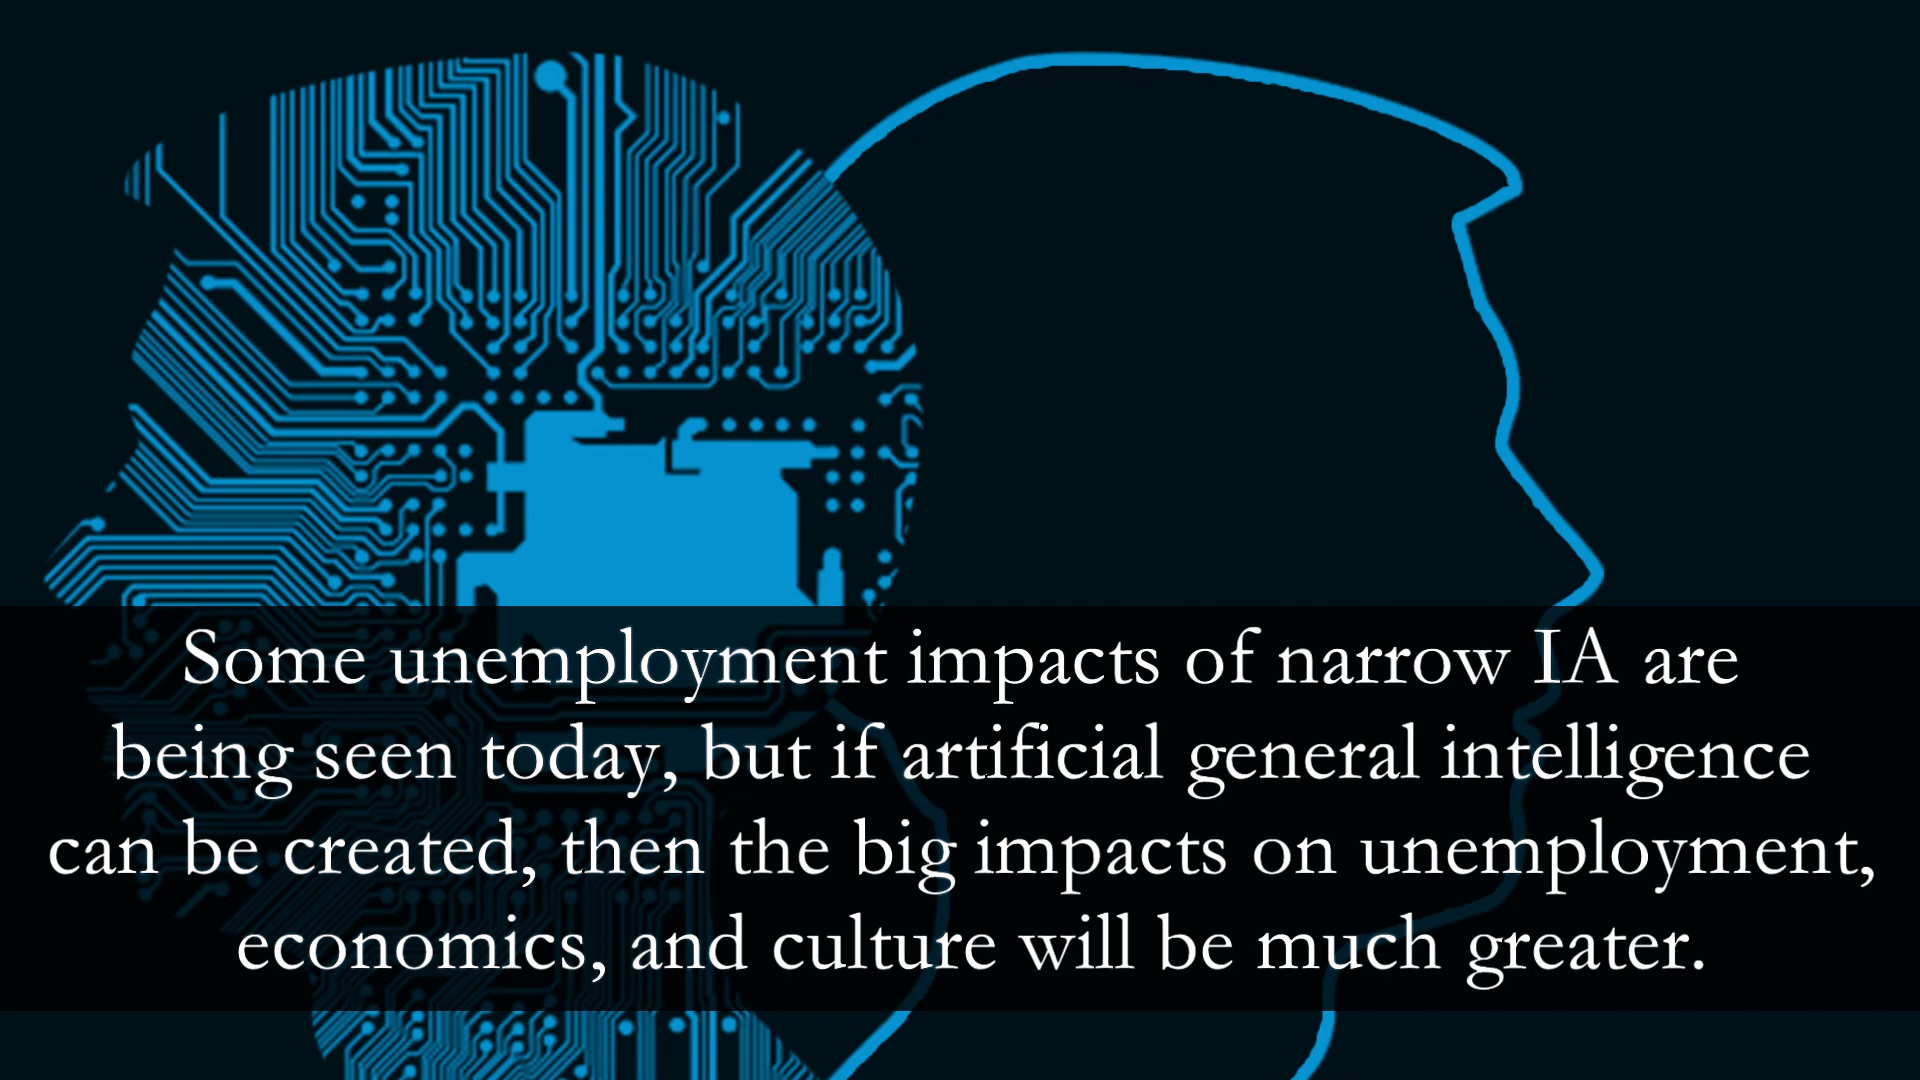 Some unemployment impacts of narrow IA are
being seen today, but if artificial general intelligence
can be created, then the big impacts on unemployment,
economics, and culture will be much greater.